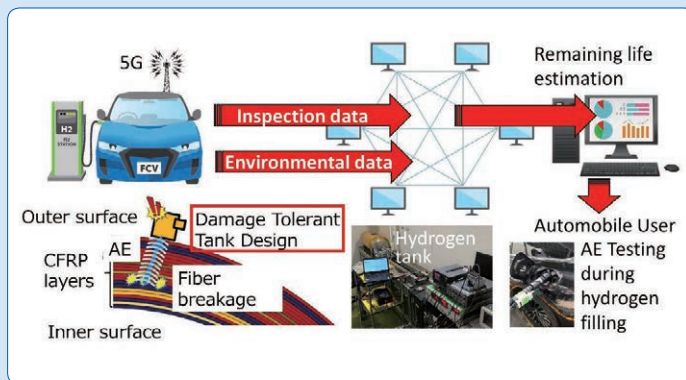 5G
Remaining life
estimation
Inspection data
H2
STATION
FCV
Environmental data
Outer surface
Damage Tolerant
Tank Design
AE
CFRP
layers
Fiber
breakage
Inner surface
Hydrogen
tank
Automobile User
AE Testing
during
hydrogen
filling